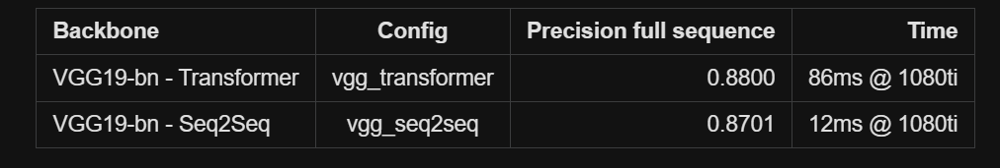 Backbone Config Precision full sequence Time
VGG19-bn - Transformer vgg_transformer 0.8800 86ms @ 1080ti
VGG19-bn - Seq2Seq vgg_seq2seq 0.8701 12ms @ 1080ti